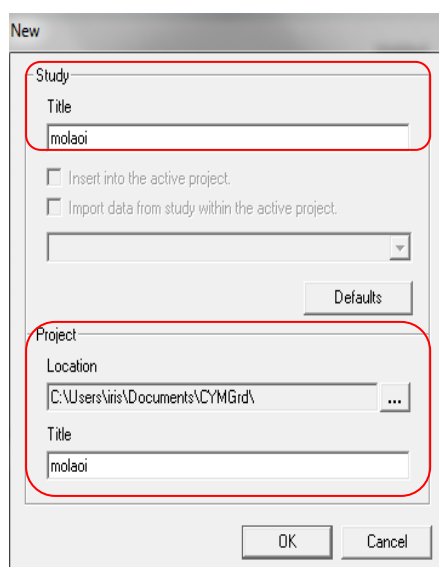 New
Study
Title
molaoi
Insert into the active project.
Import data from study within the active project.
Defaults
Project
Location
C:\Users\iris\Documents\CYMGrd\
...
Title
molaoi
OK
Cancel